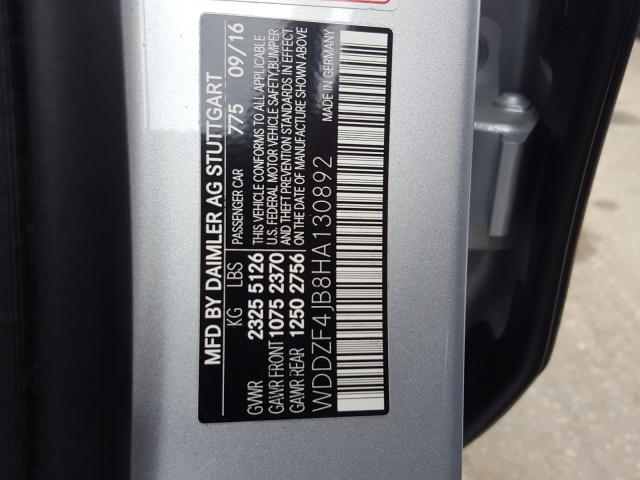 MFD BY DAIMLER AG STUTTGART
KG LBS PASSENGER CAR 775 09/16
GVWR 2325 5126 THIS VEHICLE CONFORMS TO ALL APPLICABLE
GAWR FRONT 1075 2370 U.S. FEDERAL MOTOR VEHICLE SAFETY, BUMPER
GAWR REAR 1250 2756 AND THEFT PREVENTION STANDARDS IN EFFECT
ON THE DATE OF MANUFACTURE SHOWN ABOVE
WDDZF4JB8HA130892 MADE IN GERMANY